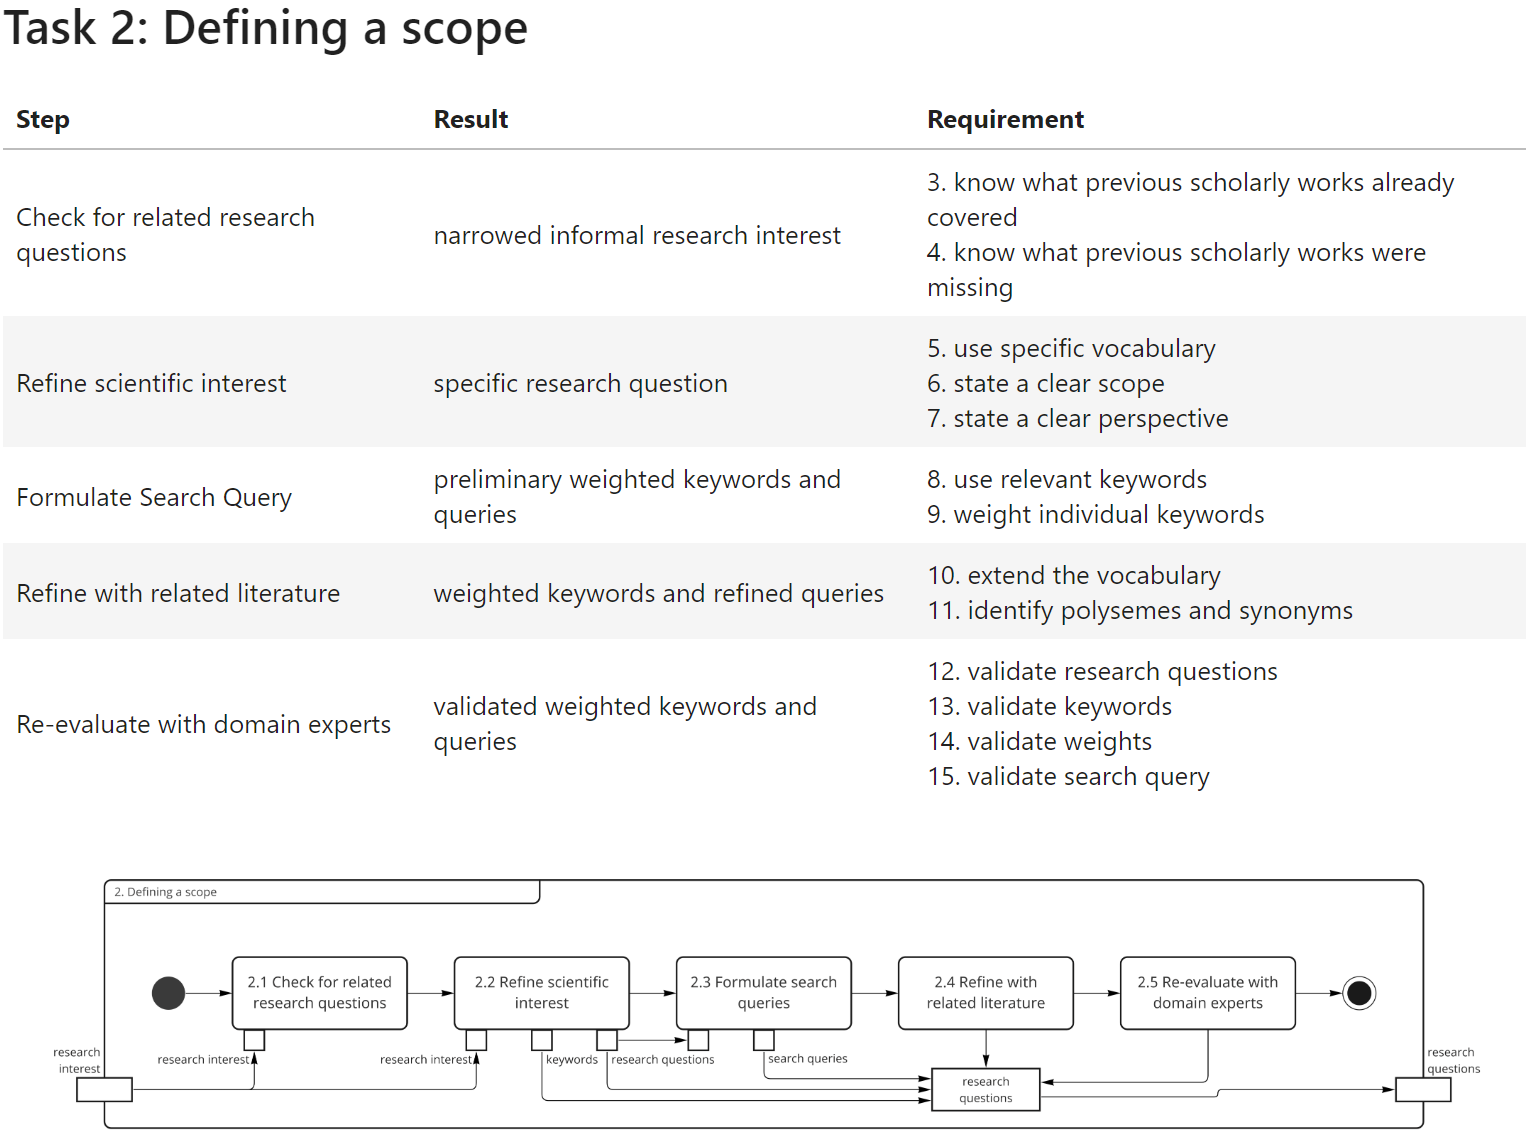 Task 2: Defining a scope
Step
Result
Requirement
Check for related research
questions
narrowed informal research interest
3. know what previous scholarly works already
covered
4. know what previous scholarly works were
missing
Refine scientific interest
specific research question
5. use specific vocabulary
6. state a clear scope
7. state a clear perspective
Formulate Search Query
preliminary weighted keywords and
queries
8. use relevant keywords
9. weight individual keywords
Refine with related literature
weighted keywords and refined queries
10. extend the vocabulary
11. identify polysemes and synonyms
Re-evaluate with domain experts
validated weighted keywords and
queries
12. validate research questions
13. validate keywords
14. validate weights
15. validate search query
2. Defining a scope
2.1 Check for related
research questions
2.2 Refine scientific
interest
2.3 Formulate search
queries
2.4 Refine with
related literature
2.5 Re-evaluate with
domain experts
research
interest
research interest
research interest
keywords
research questions
search queries
research
questions
research
questions